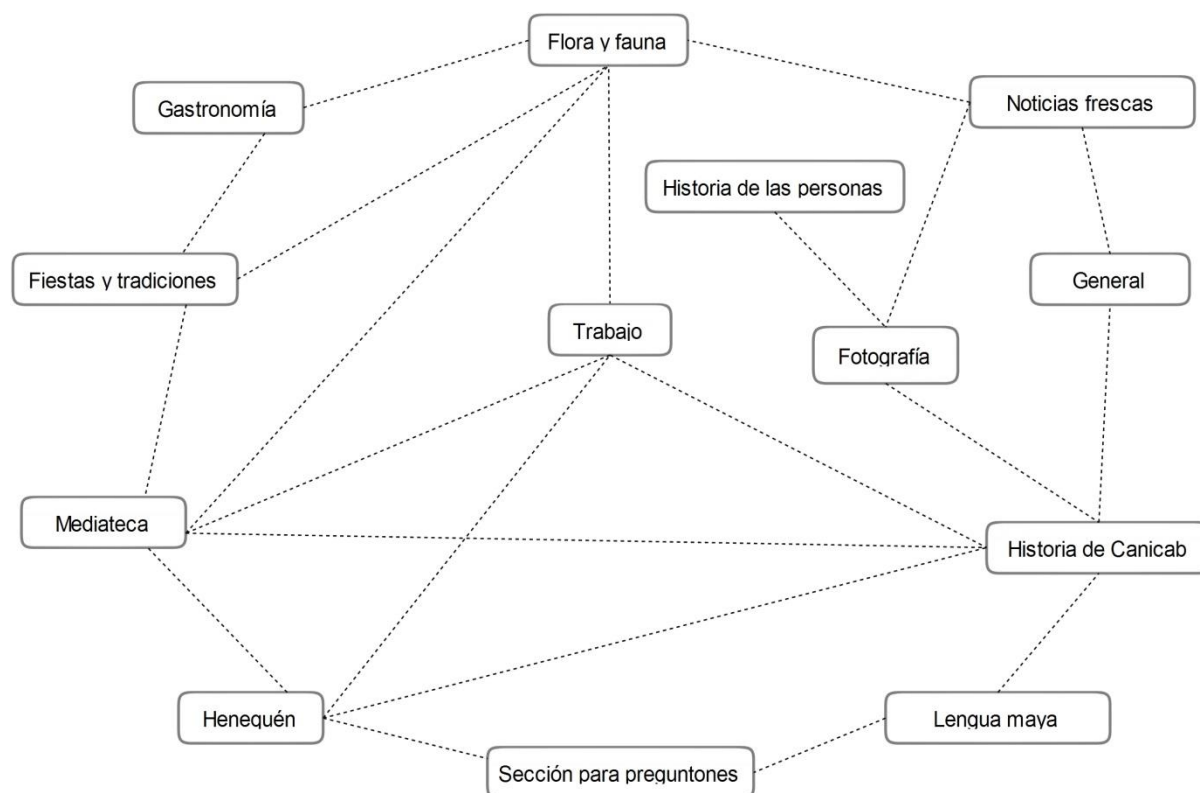 Flora y fauna
Gastronomía
Noticias frescas
Historia de las personas
Fiestas y tradiciones
General
Trabajo
Fotografía
Mediateca
Historia de Canicab
Henequén
Lengua maya
Sección para preguntones